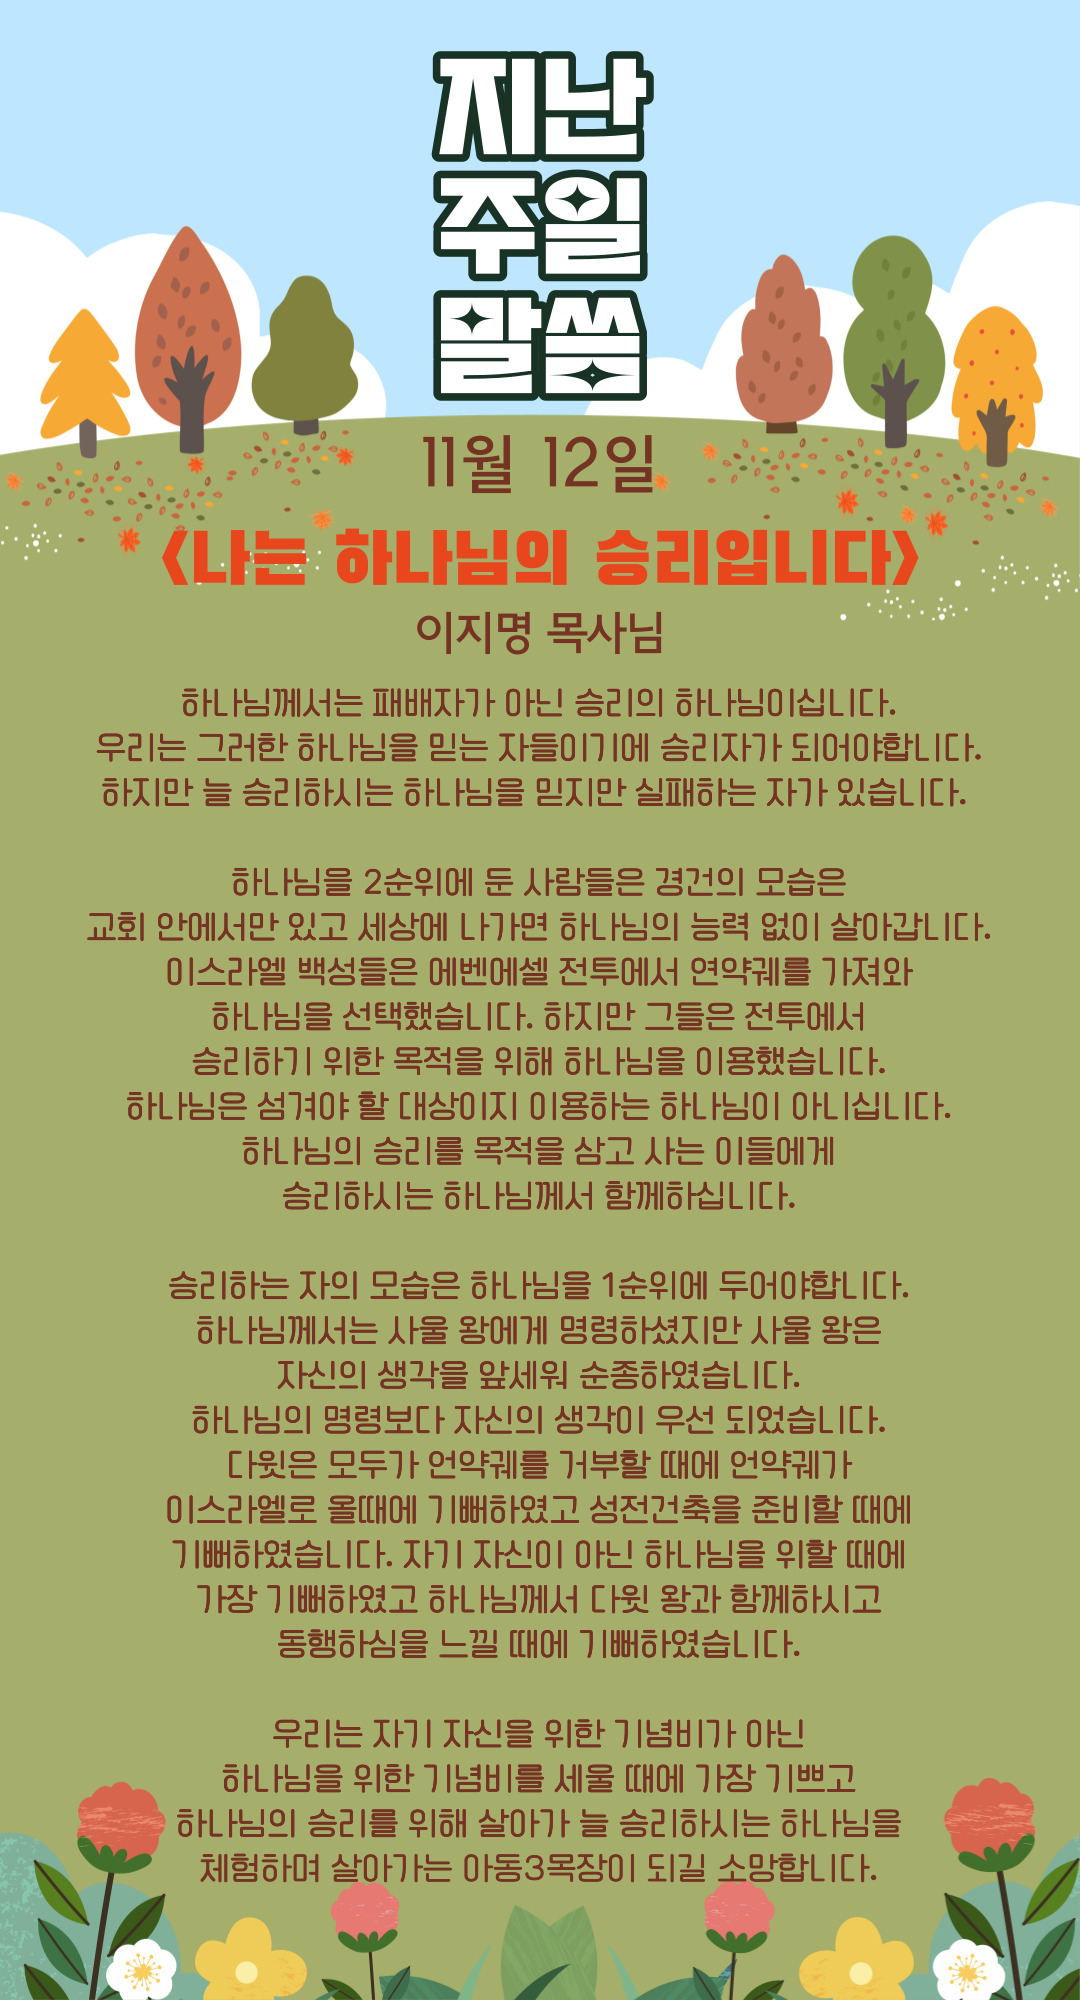 지난
주일
말씀
11월 12일
<나는 하나님의 승리입니다>
이지명 목사님
하나님께서는 패배자가 아닌 승리의 하나님이십니다.
우리는 그러한 하나님을 믿는 자들이기에 승리자가 되어야합니다.
하지만 늘 승리하시는 하나님을 믿지만 실패하는 자가 있습니다.
하나님을 2순위에 둔 사람들은 경건의 모습은
교회 안에서만 있고 세상에 나가면 하나님의 능력 없이 살아갑니다.
이스라엘 백성들은 에벤에셀 전투에서 연약궤를 가져와
하나님을 선택했습니다. 하지만 그들은 전투에서
승리하기 위한 목적을 위해 하나님을 이용했습니다.
하나님은 섬겨야 할 대상이지 이용하는 하나님이 아니십니다.
하나님의 승리를 목적을 삼고 사는 이들에게
승리하시는 하나님께서 함께하십니다.
승리하는 자의 모습은 하나님을 1순위에 두어야합니다.
하나님께서는 사울 왕에게 명령하셨지만 사울 왕은
자신의 생각을 앞세워 순종하였습니다.
하나님의 명령보다 자신의 생각이 우선 되었습니다.
다윗은 모두가 언약궤를 거부할 때에 언약궤가
이스라엘로 올때에 기뻐하였고 성전건축을 준비할 때에
기뻐하였습니다. 자기 자신이 아닌 하나님을 위할 때에
가장 기뻐하였고 하나님께서 다윗 왕과 함께하시고
동행하심을 느낄 때에 기뻐하였습니다.
우리는 자기 자신을 위한 기념비가 아닌
하나님을 위한 기념비를 세울 때에 가장 기쁘고
하나님의 승리를 위해 살아가 늘 승리하시는 하나님을
체험하며 살아가는 아동3목장이 되길 소망합니다.